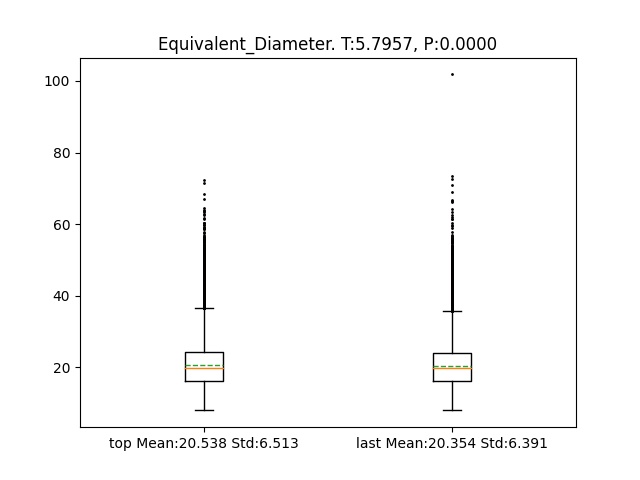 Equivalent_Diameter. T:5.7957, P:0.0000
100
80
60
40
20
top Mean:20.538 Std:6.513
last Mean:20.354 Std:6.391